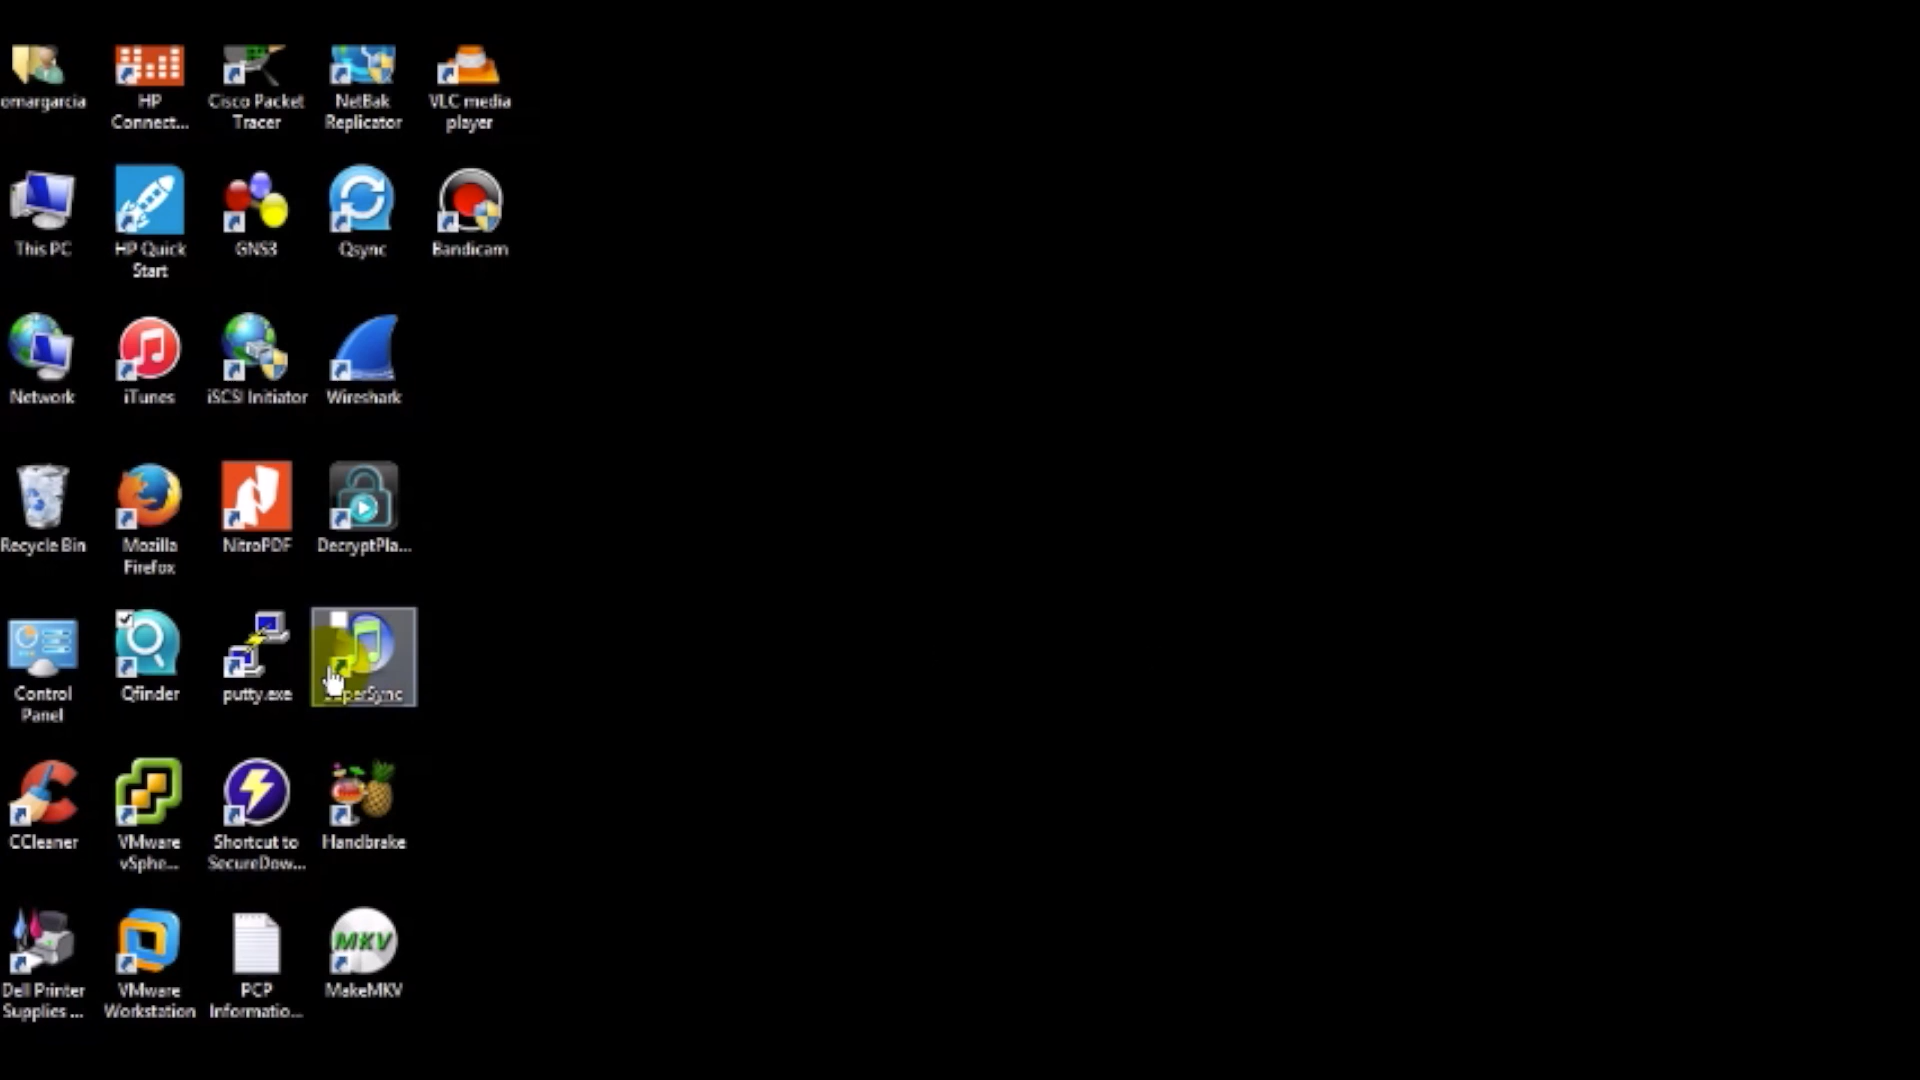 omargarcia
HP
Connect...
Cisco Packet
Tracer
NetBak
Replicator
VLC media
player
This PC
HP Quick
Start
GNS3
Qsync
Bandicam
Network
iTunes
iSCSI Initiator
Wireshark
Recycle Bin
Mozilla
Firefox
NitroPDF
DecryptPla...
Control
Panel
Qfinder
putty.exe
SuperSync
CCleaner
VMware
vSphe...
Shortcut to
SecureDow...
Handbrake
Dell Printer
Supplies ...
VMware
Workstation
PCP
Informatio...
MKV
MakeMKV